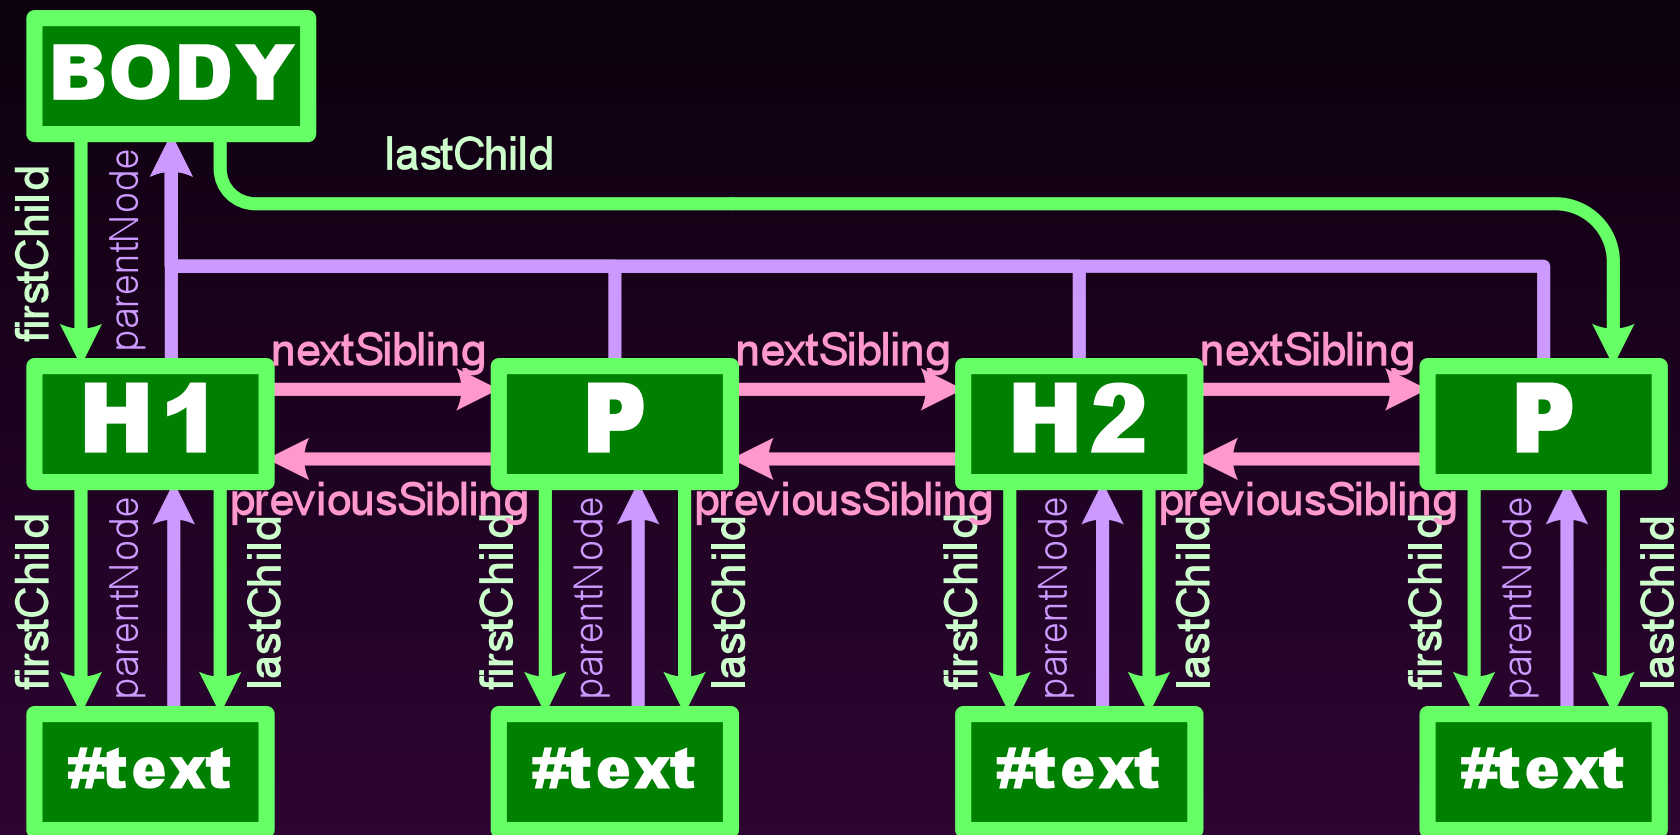 BODY
lastChild
firstChild
parentNode
nextSibling
nextSibling
nextSibling
H1
P
H2
P
previousSibling
previousSibling
previousSibling
firstChild
parentNode
lastChild
firstChild
parentNode
lastChild
firstChild
parentNode
lastChild
firstChild
parentNode
lastChild
#text
#text
#text
#text